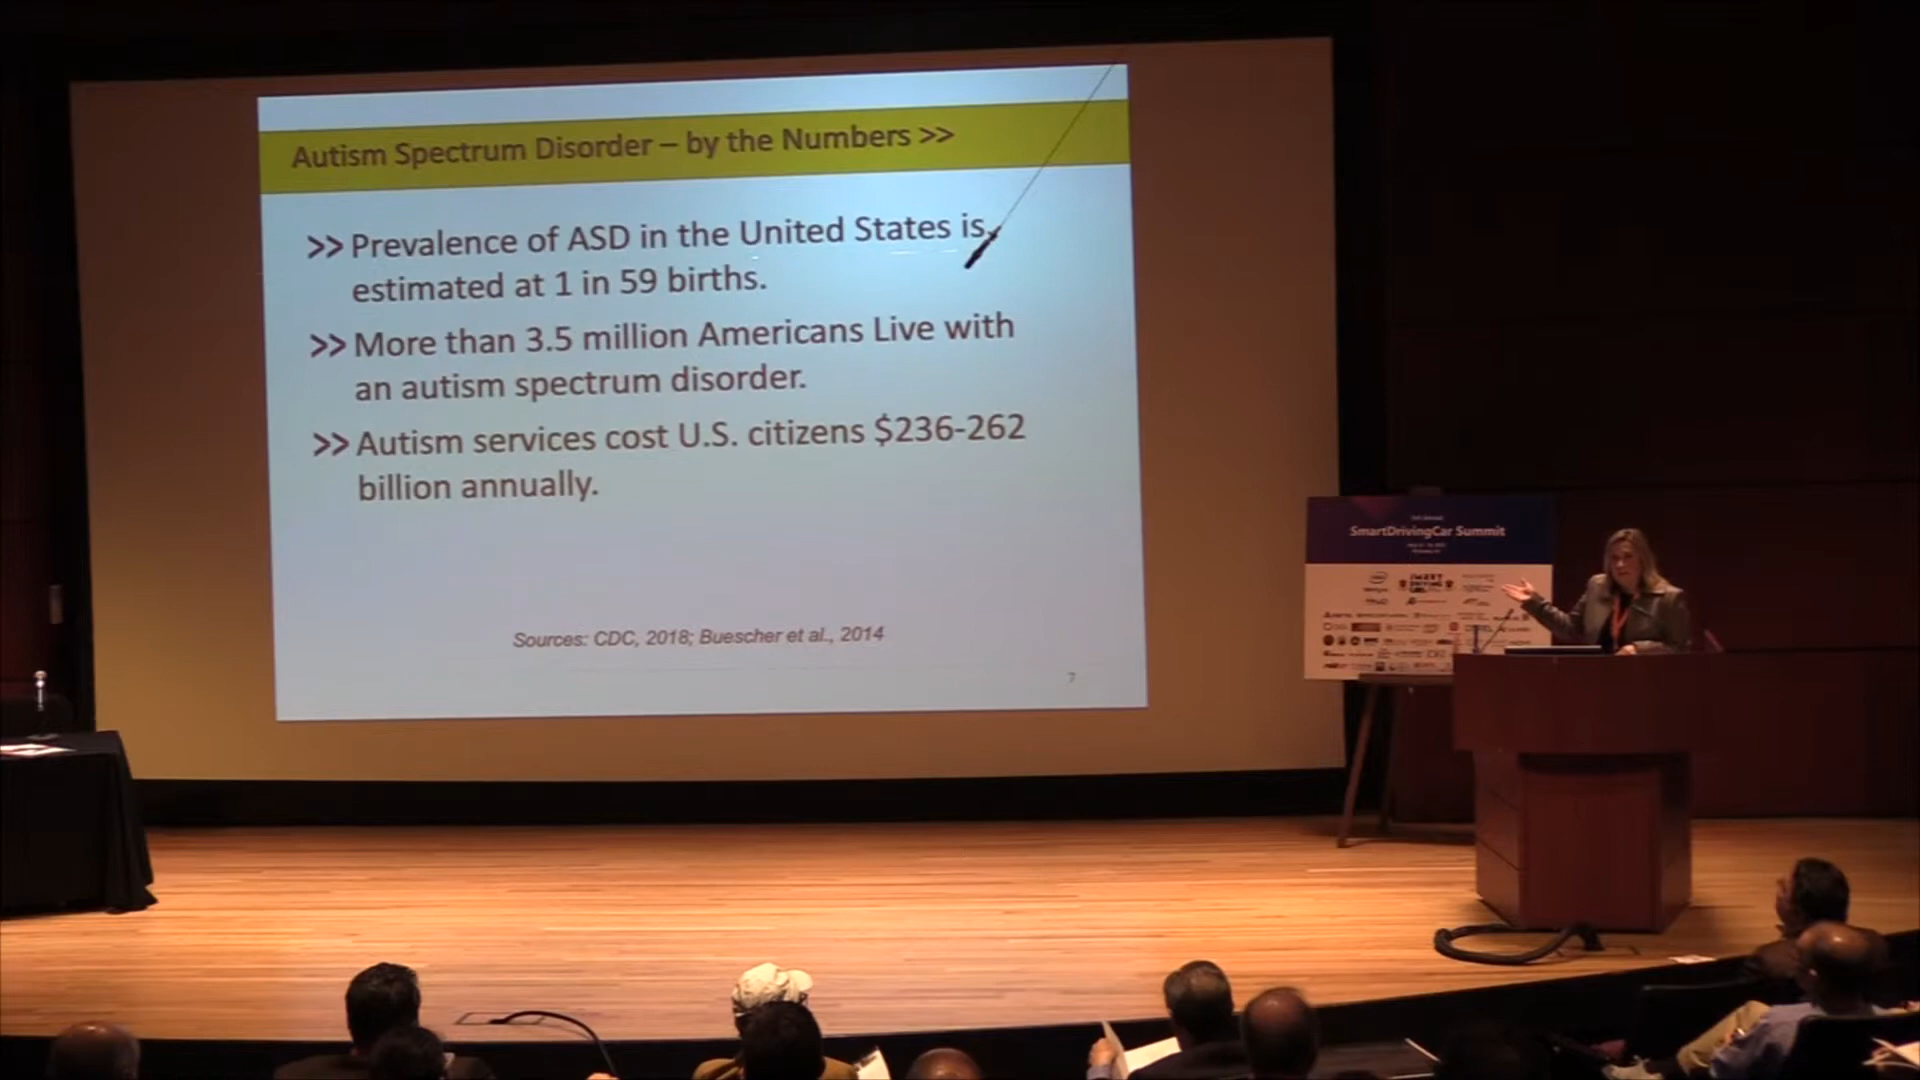 Autism Spectrum Disorder – by the Numbers >>
>> Prevalence of ASD in the United States is
estimated at 1 in 59 births.
>> More than 3.5 million Americans Live with
an autism spectrum disorder.
>> Autism services cost U.S. citizens $236-262
billion annually.
Sources: CDC, 2018; Buescher et al., 2014
7
SmartDrivingCar Summit